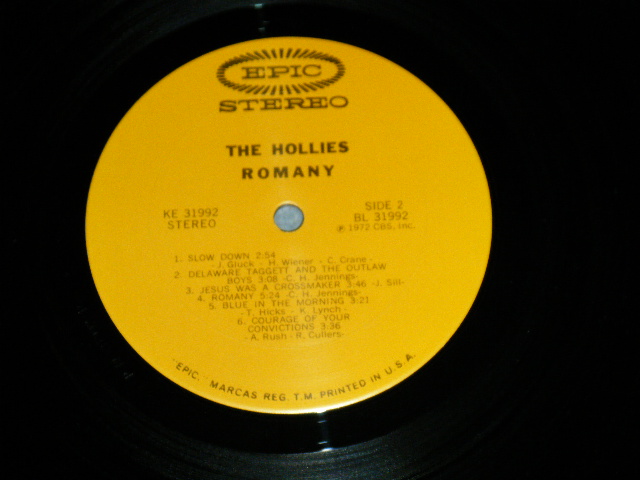 EPIC
STEREO
THE HOLLIES
ROMANY
KE 31992
STEREO
SIDE 2
BL 31992
℗ 1972 CBS, Inc.
1. SLOW DOWN 2:54
-J. Gluck - H. Wiener - C. Crane-
2. DELAWARE TAGGETT AND THE OUTLAW
BOYS 3:08 -C. H. Jennings-
3. JESUS WAS A CROSSMAKER 3:46 -J. Sill-
4. ROMANY 5:24 -C. H. Jennings-
5. BLUE IN THE MORNING 3:21
-T. Hicks - K. Lynch-
6. COURAGE OF YOUR
CONVICTIONS 3:36
-A. Rush - R. Cullers-
"EPIC," MARCAS REG. T.M. PRINTED IN U.S.A.